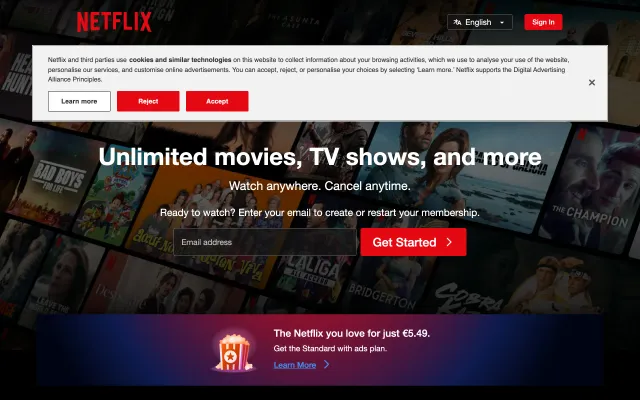 NETFLIX
English
Sign In
Netflix and third parties use cookies and similar technologies on this website to collect information about your browsing activities, which we use to analyse your use of the website,
personalise our services, and customise online advertisements. You can accept, reject, or personalise your choices by selecting 'Learn more.' Netflix supports the Digital Advertising
Alliance Principles.
Learn more
Reject
Accept
Unlimited movies, TV shows, and more
Watch anywhere. Cancel anytime.
Ready to watch? Enter your email to create or restart your membership.
Email address
Get Started
BAD BOYS
FOR LIFE
THE CHAMPION
LALIGA
BRIDGERTON
COBRA KAI
The Netflix you love for just €5.49.
Get the Standard with ads plan.
Learn More